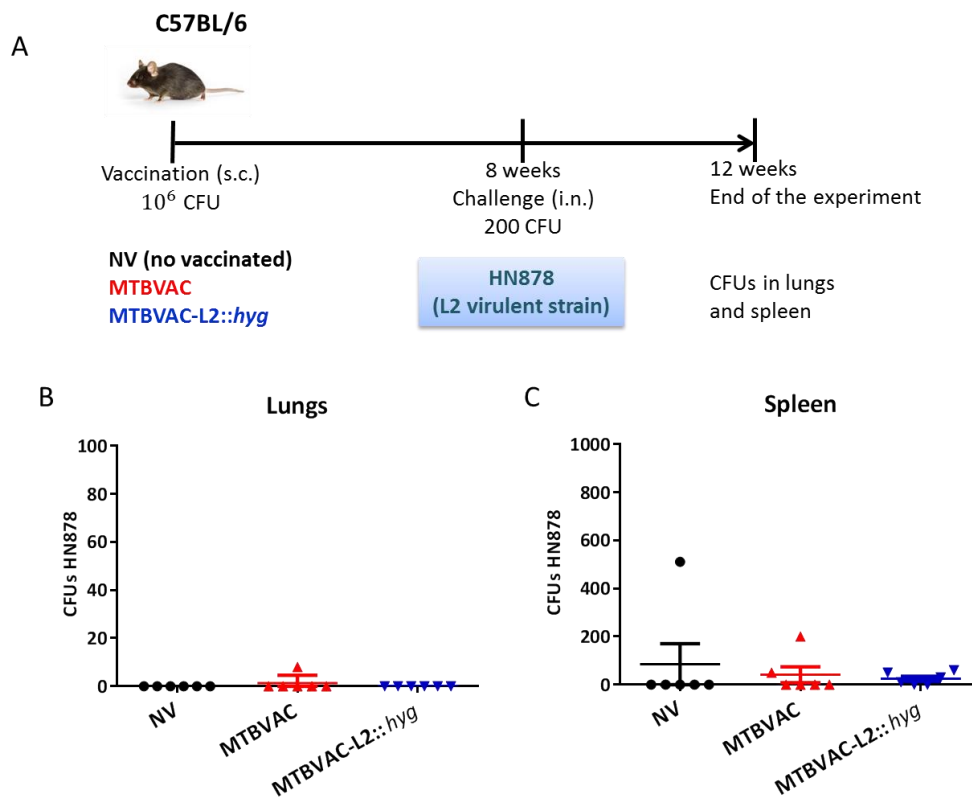 C57BL/6
A
Vaccination (s.c.)
10⁶ CFU
8 weeks
Challenge (i.n.)
200 CFU
12 weeks
End of the experiment
NV (no vaccinated)
MTBVAC
MTBVAC-L2::hyg
HN878
(L2 virulent strain)
CFUs in lungs
and spleen
B
Lungs
CFUs HN878
100
80
60
40
20
0
NV
MTBVAC
MTBVAC-L2::hyg
C
Spleen
CFUs HN878
1000
800
600
400
200
0
NV
MTBVAC
MTBVAC-L2::hyg